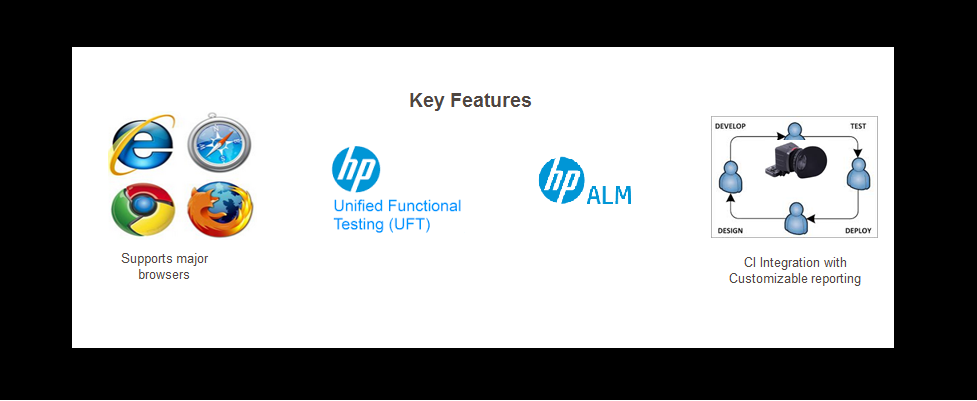 Key Features
DEVELOP
TEST
hp
hp
ALM
Unified Functional
Testing (UFT)
DESIGN
DEPLOY
Supports major
browsers
CI Integration with
Customizable reporting